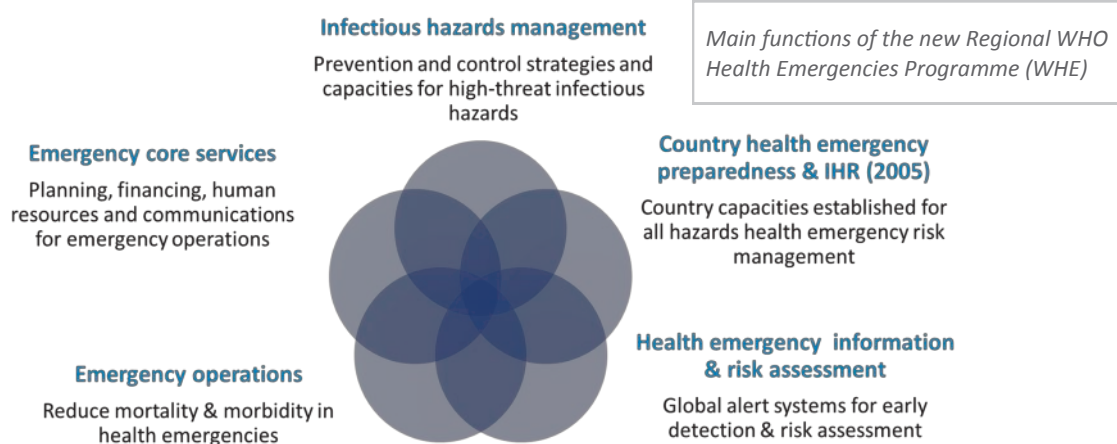 Infectious hazards management
Prevention and control strategies and
capacities for high-threat infectious
hazards
Main functions of the new Regional WHO
Health Emergencies Programme (WHE)
Emergency core services
Planning, financing, human
resources and communications
for emergency operations
Country health emergency
preparedness & IHR (2005)
Country capacities established for
all hazards health emergency risk
management
Emergency operations
Reduce mortality & morbidity in
health emergencies
Health emergency information
& risk assessment
Global alert systems for early
detection & risk assessment